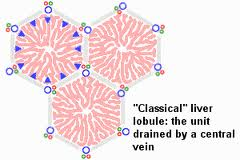 "Classical" liver
lobule: the unit
drained by a central
vein